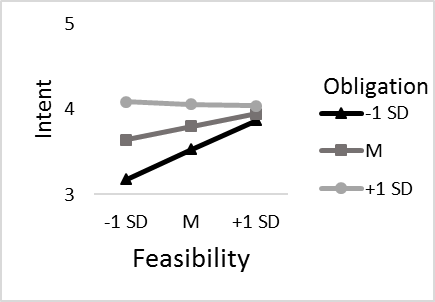 5
4
3
Intent
-1 SD
M
+1 SD
Feasibility
Obligation
-1 SD
M
+1 SD